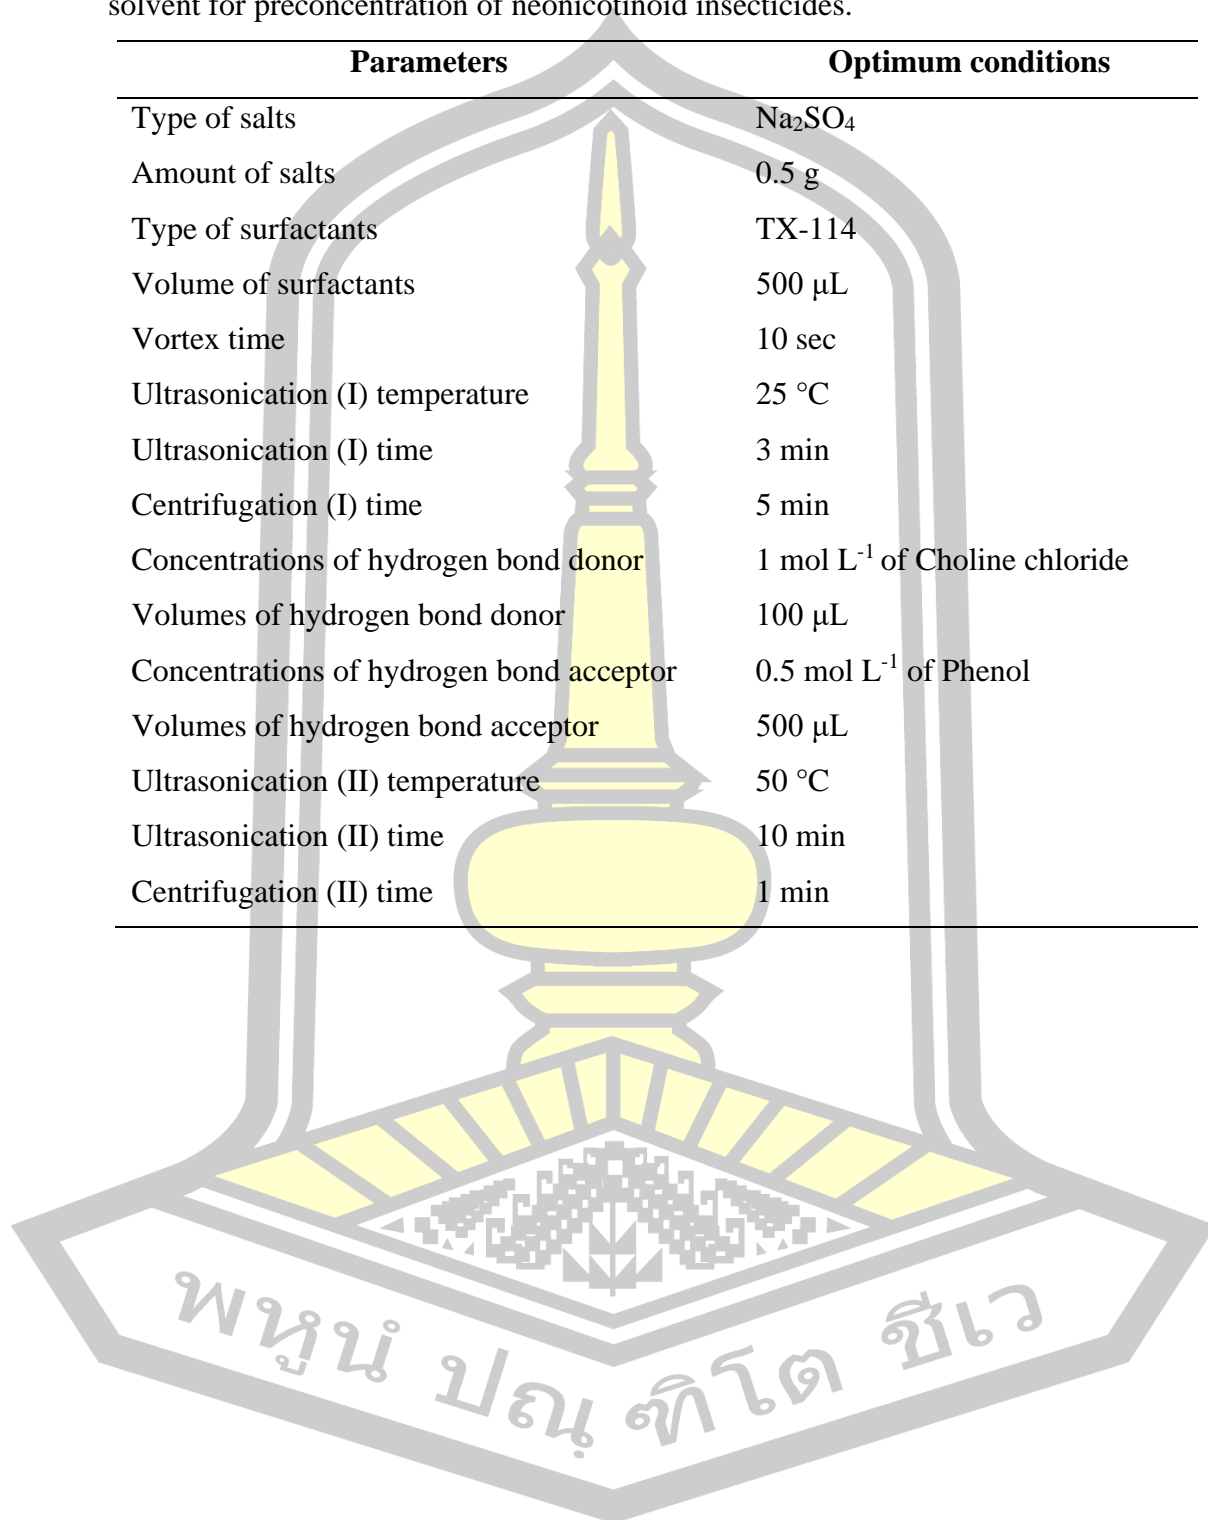 solvent for preconcentration of neonicotinoid insecticides.
Parameters Optimum conditions
Type of salts Na₂SO₄
Amount of salts 0.5 g
Type of surfactants TX-114
Volume of surfactants 500 μL
Vortex time 10 sec
Ultrasonication (I) temperature 25 °C
Ultrasonication (I) time 3 min
Centrifugation (I) time 5 min
Concentrations of hydrogen bond donor 1 mol L⁻¹ of Choline chloride
Volumes of hydrogen bond donor 100 μL
Concentrations of hydrogen bond acceptor 0.5 mol L⁻¹ of Phenol
Volumes of hydrogen bond acceptor 500 μL
Ultrasonication (II) temperature 50 °C
Ultrasonication (II) time 10 min
Centrifugation (II) time 1 min
พหูนํ ปณฺฑิโต ชีเว